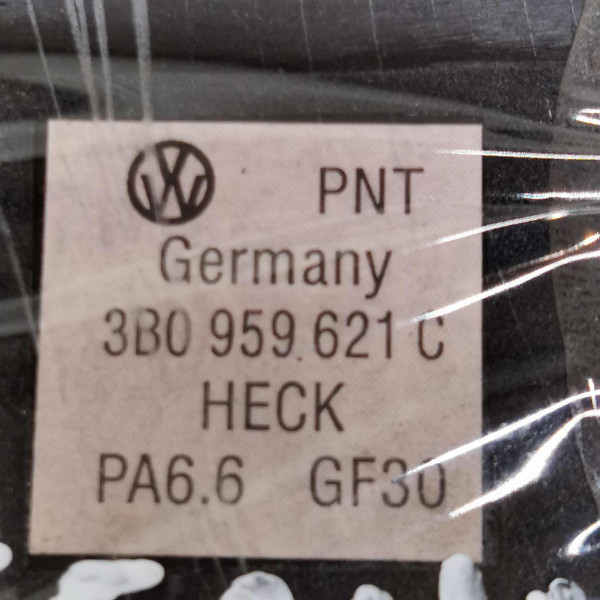 PNT
Germany
3B0 959 621 C
HECK
PA6.6 GF30